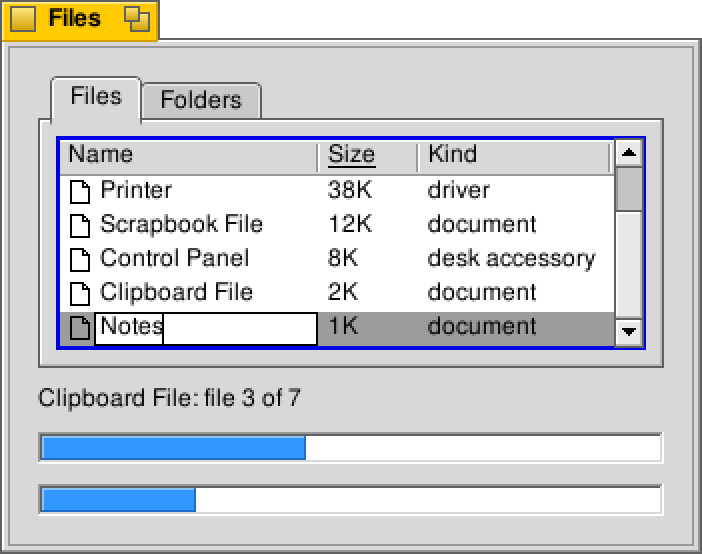 Files
Files Folders
Name Size Kind
Printer 38K driver
Scrapbook File 12K document
Control Panel 8K desk accessory
Clipboard File 2K document
Notes 1K document
Clipboard File: file 3 of 7